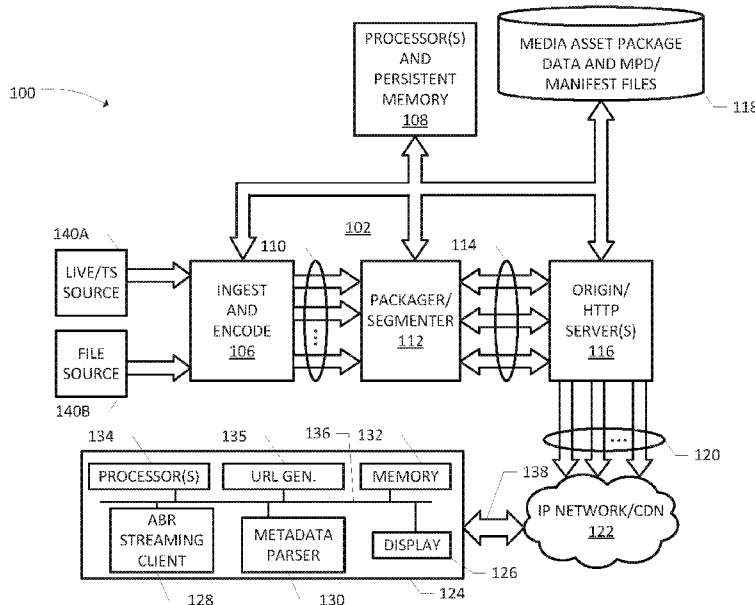 100
PROCESSOR(S)
AND
PERSISTENT
MEMORY
108
MEDIA ASSET PACKAGE
DATA AND MPD/
MANIFEST FILES
118
102
140A
LIVE/TS
SOURCE
FILE
SOURCE
140B
INGEST
AND
ENCODE
106
110
PACKAGER/
SEGMENTER
112
114
ORIGIN/
HTTP
SERVER(S)
116
120
IP NETWORK/CDN
122
138
134
135
136
132
PROCESSOR(S)
URL GEN.
MEMORY
ABR
STREAMING
CLIENT
METADATA
PARSER
DISPLAY
128
130
124
126